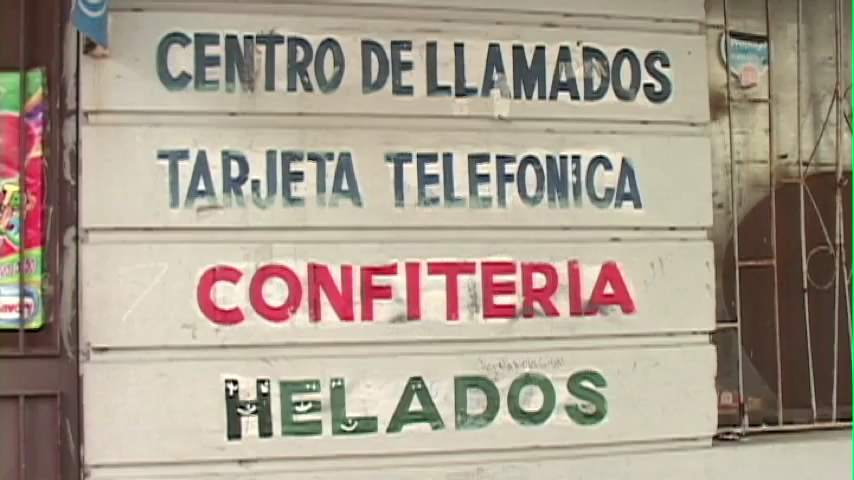 CENTRO DE LLAMADOS
TARJETA TELEFONICA
CONFITERIA
HELADOS